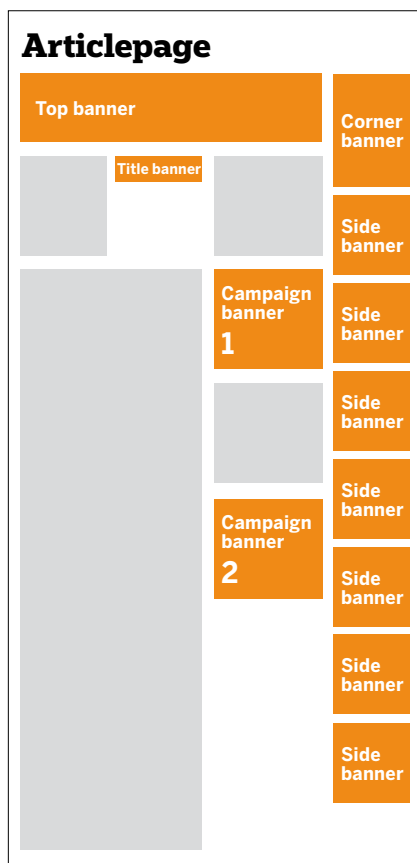 Articlepage
Top banner
Title banner
Campaign
banner
1
Campaign
banner
2
Corner
banner
Side
banner
Side
banner
Side
banner
Side
banner
Side
banner
Side
banner
Side
banner